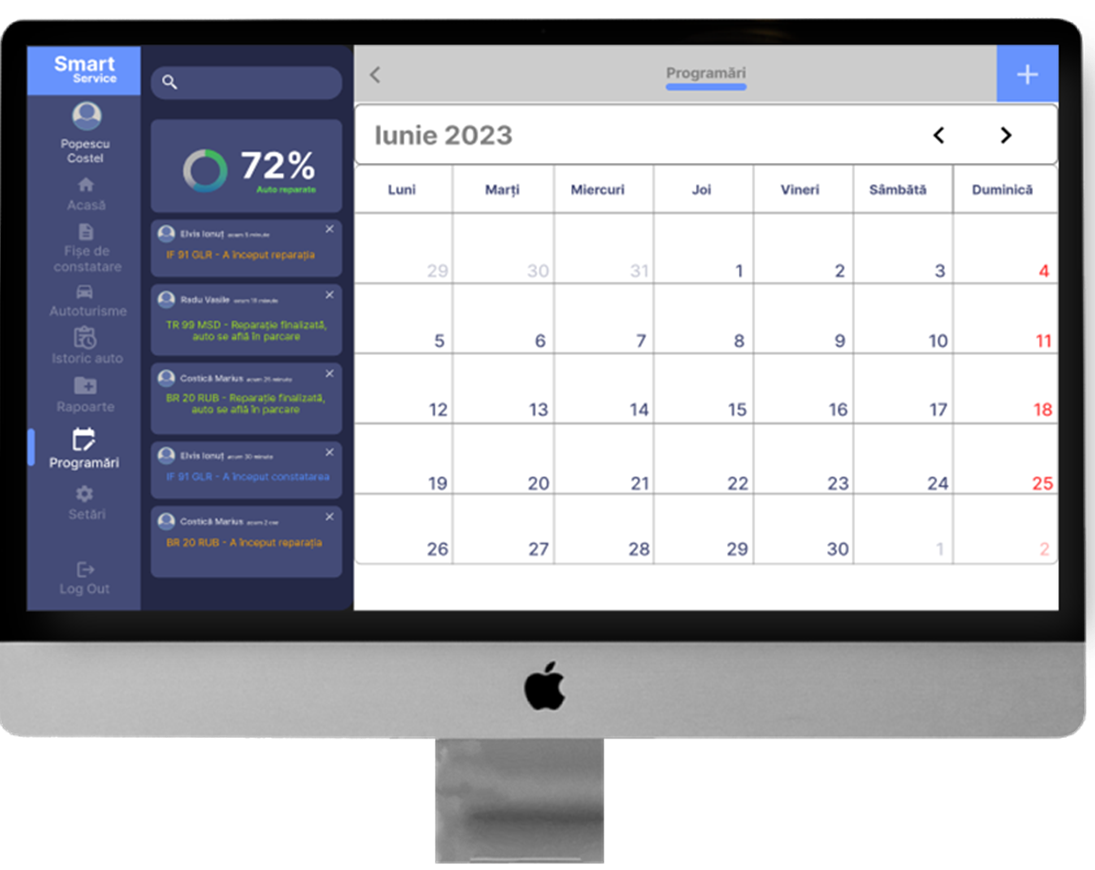 Smart
Service
Popescu
Costel
Acasă
Fișe de
constatare
Autoturisme
Istoric auto
Rapoarte
Programări
Setări
Log Out
72%
Auto reparate
Elvis Ionuț acum 5 minute
IF 91 GLR - A început reparația
Radu Vasile acum 15 minute
TR 99 MSD - Reparație finalizată,
auto se află în parcare
Costică Marius acum 25 minute
BR 20 RUB - Reparație finalizată,
auto se află în parcare
Elvis Ionuț acum 30 minute
IF 91 GLR - A început constatarea
Costică Marius acum 2 ore
BR 20 RUB - A început reparația
Programări
Iunie 2023
Luni Marți Miercuri Joi Vineri Sâmbătă Duminică
29 30 31 1 2 3 4
5 6 7 8 9 10 11
12 13 14 15 16 17 18
19 20 21 22 23 24 25
26 27 28 29 30 1 2